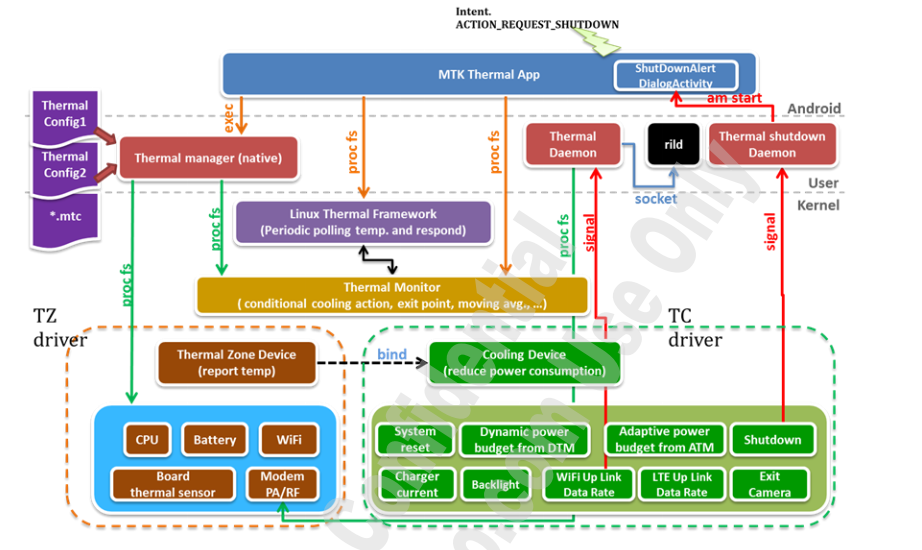 Intent.
ACTION_REQUEST_SHUTDOWN
MTK Thermal App
ShutDownAlert
DialogActivity
am start
Android
Thermal
Config1
exec
proc fs
proc fs
Thermal manager (native)
Thermal
Daemon
rild
Thermal shutdown
Daemon
Thermal
Config2
User
socket
Kernel
*.mtc
Linux Thermal Framework
(Periodic polling temp. and respond)
proc fs
proc fs
proc fs
signal
signal
Thermal Monitor
( conditional cooling action, exit point, moving avg., ...)
TZ
driver
TC
driver
Thermal Zone Device
(report temp)
bind
Cooling Device
(reduce power consumption)
CPU
Battery
WiFi
Board
thermal sensor
Modem
PA/RF
System
reset
Dynamic power
budget from DTM
Adaptive power
budget from ATM
Shutdown
Charger
current
Backlight
WiFi Up Link
Data Rate
LTE Up Link
Data Rate
Exit
Camera
Confidential
Use Only